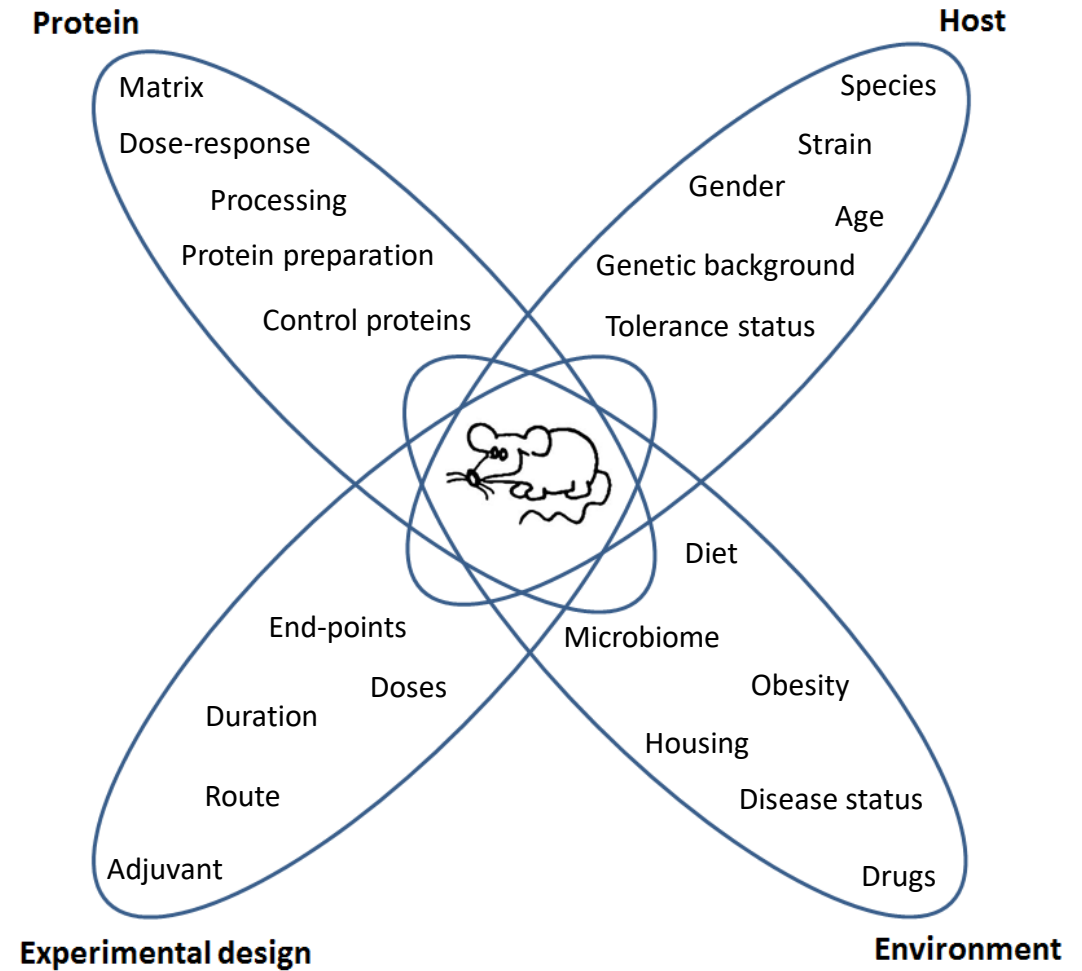 Protein
Matrix
Dose-response
Processing
Protein preparation
Control proteins
Host
Species
Strain
Gender
Age
Genetic background
Tolerance status
End-points
Doses
Duration
Route
Adjuvant
Experimental design
Diet
Microbiome
Obesity
Housing
Disease status
Drugs
Environment